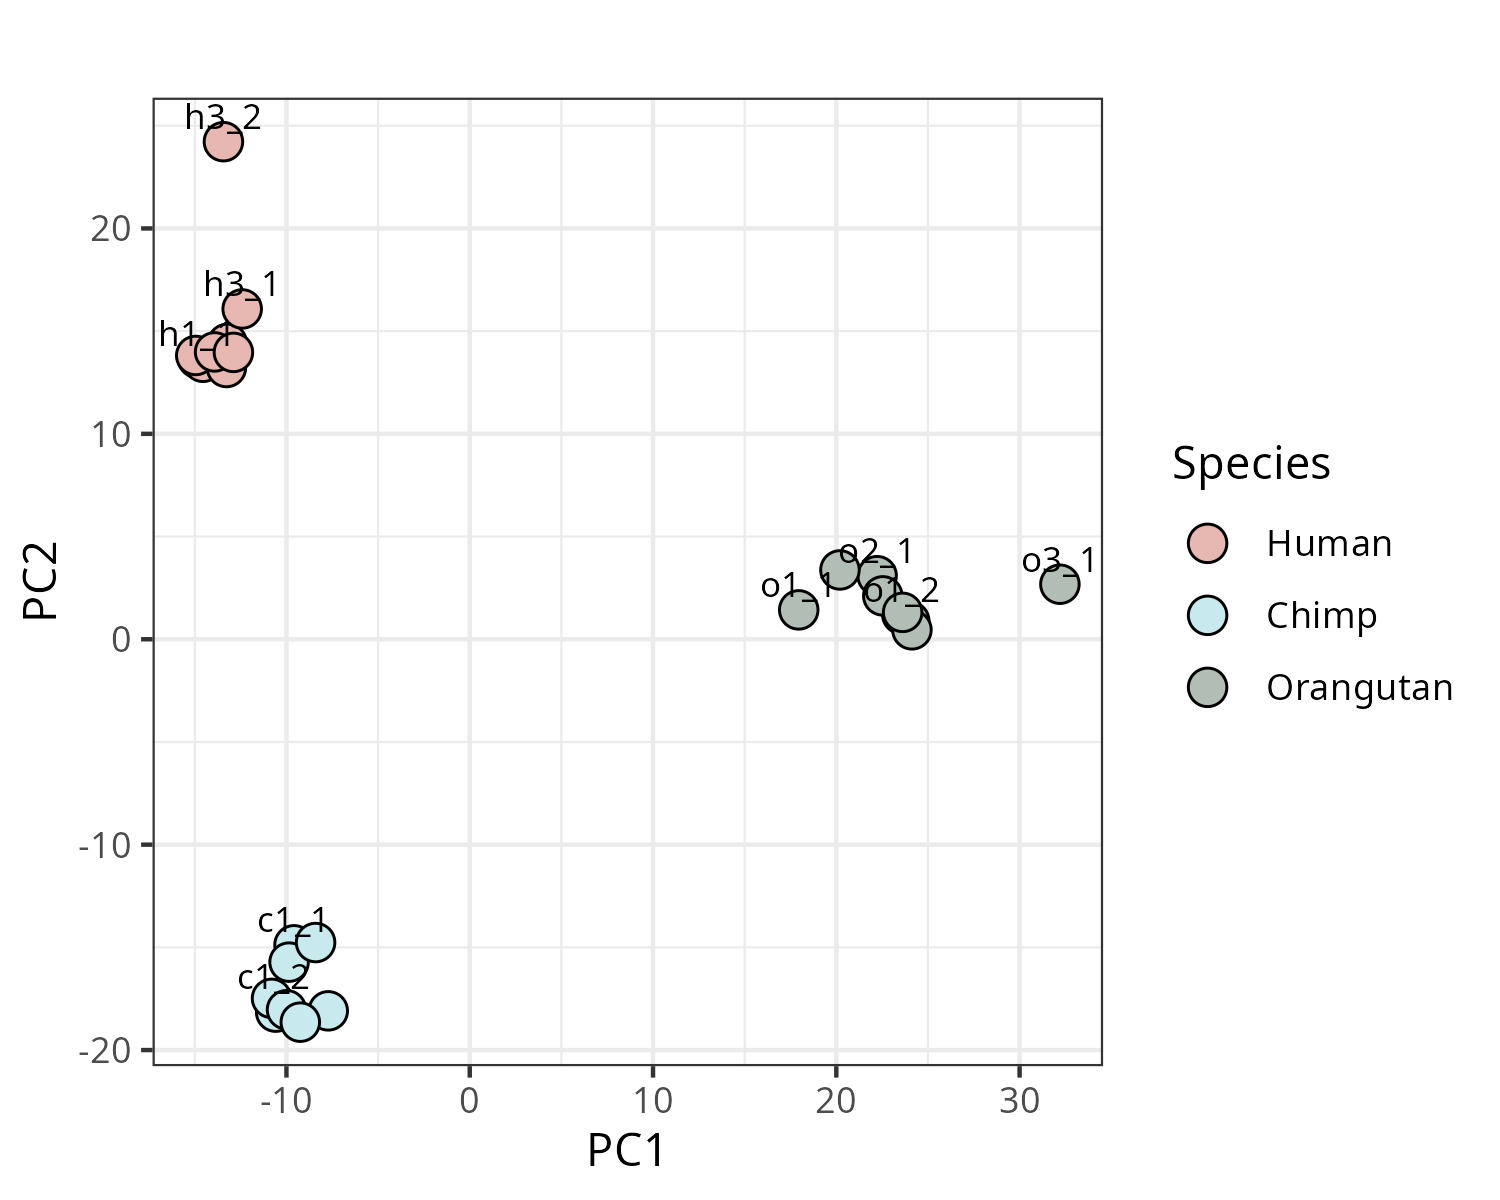 h3_2
h3_1
h1_1
o2_1
o3_1
o1_1
o1_2
c1_1
c1_2
20
10
0
-10
-20
-10
0
10
20
30
PC1
PC2
Species
Human
Chimp
Orangutan